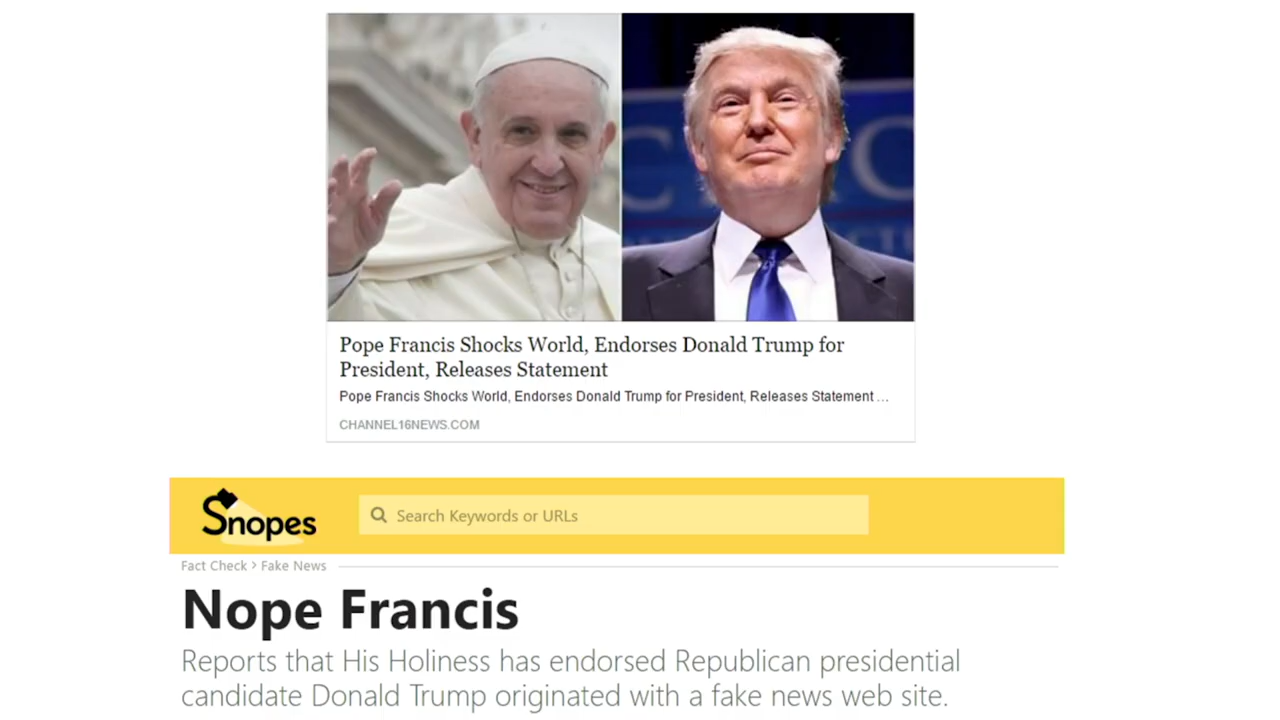 Pope Francis Shocks World, Endorses Donald Trump for
President, Releases Statement
Pope Francis Shocks World, Endorses Donald Trump for President, Releases Statement ...
CHANNEL16NEWS.COM
Snopes
Search Keywords or URLs
Fact Check > Fake News
Nope Francis
Reports that His Holiness has endorsed Republican presidential
candidate Donald Trump originated with a fake news web site.